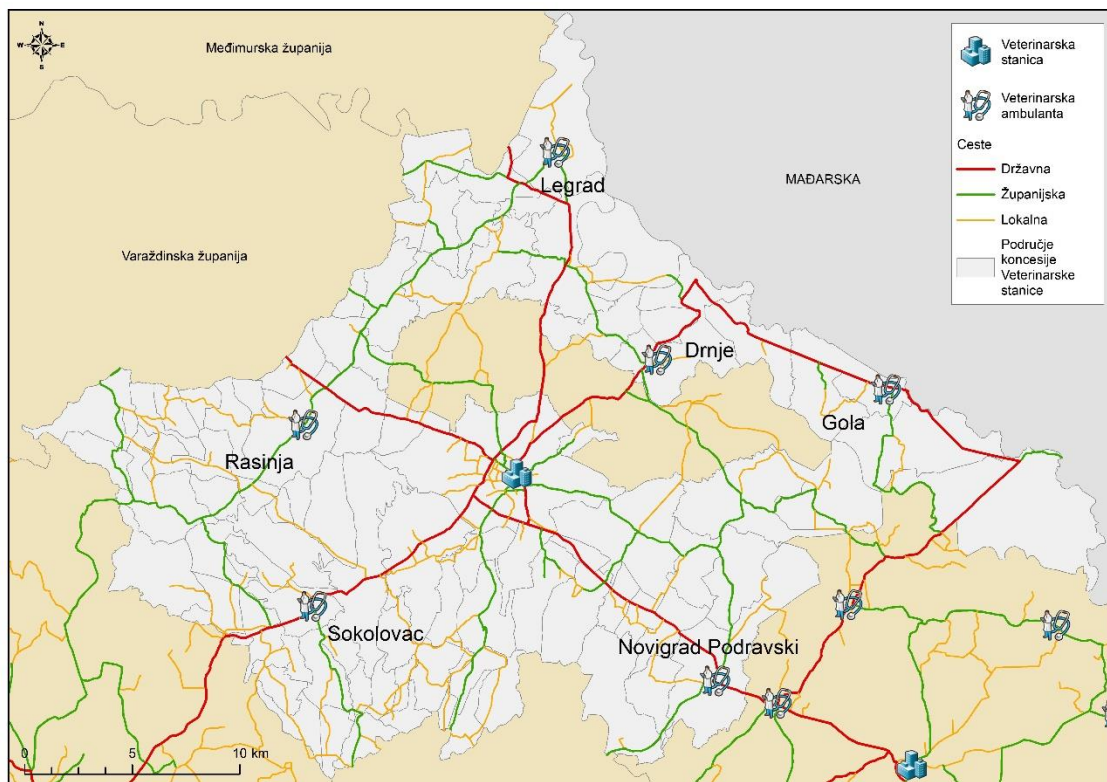 N
W
E
S
Međimurska županija
Varaždinska županija
MAĐARSKA
Legrad
Drnje
Gola
Rasinja
Sokolovac
Novigrad Podravski
0
5
10 km
Veterinarska
stanica
Veterinarska
ambulanta
Ceste
Državna
Županijska
Lokalna
Područje
koncesije
Veterinarske
stanice